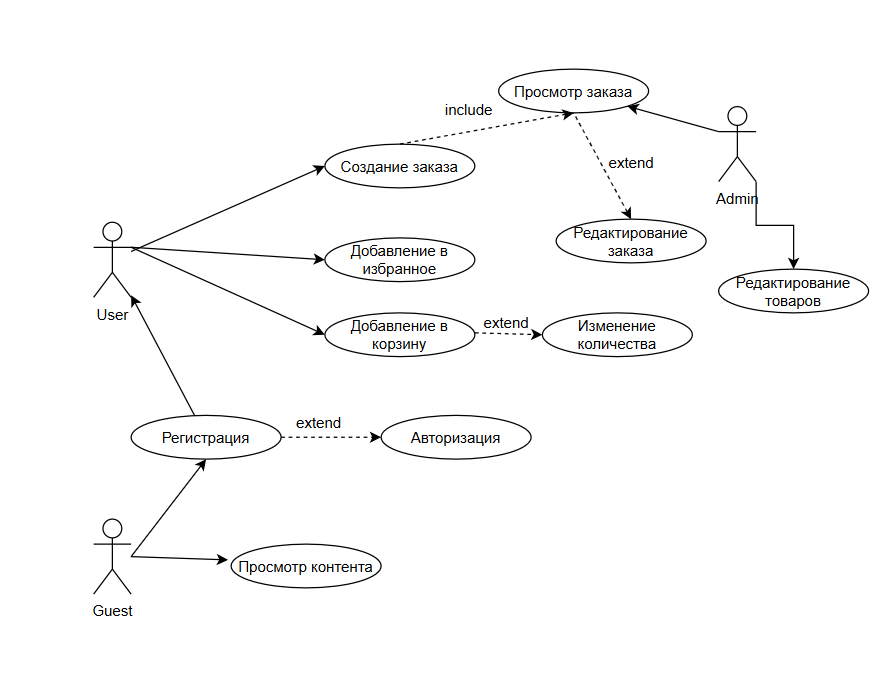 Просмотр заказа
include
Создание заказа
extend
Admin
Редактирование
заказа
Добавление в
избранное
Редактирование
товаров
User
Добавление в
корзину
extend
Изменение
количества
extend
Регистрация
Авторизация
Просмотр контента
Guest